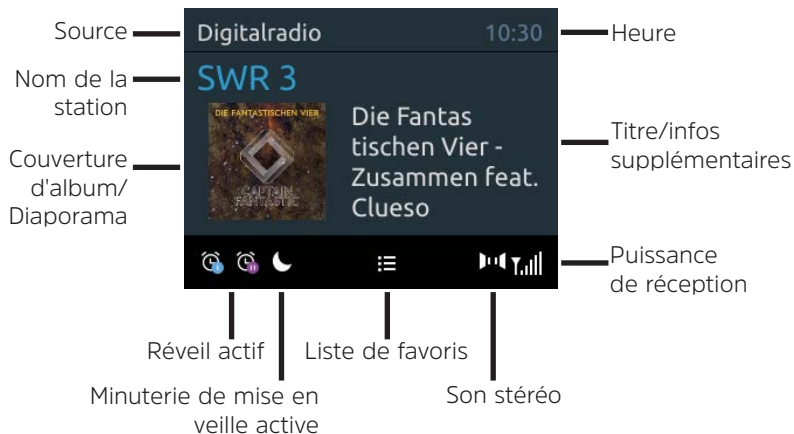 Source
Digitalradio
10:30
Heure
Nom de la
station
SWR 3
Couverture
d'album/
Diaporama
DIE FANTASTISCHEN VIER
CAPTAIN
FANTASTIC
Die Fantas
tischen Vier -
Zusammen feat.
Clueso
Titre/infos
supplémentaires
Puissance
de réception
Réveil actif
Liste de favoris
Minuterie de mise en
veille active
Son stéréo